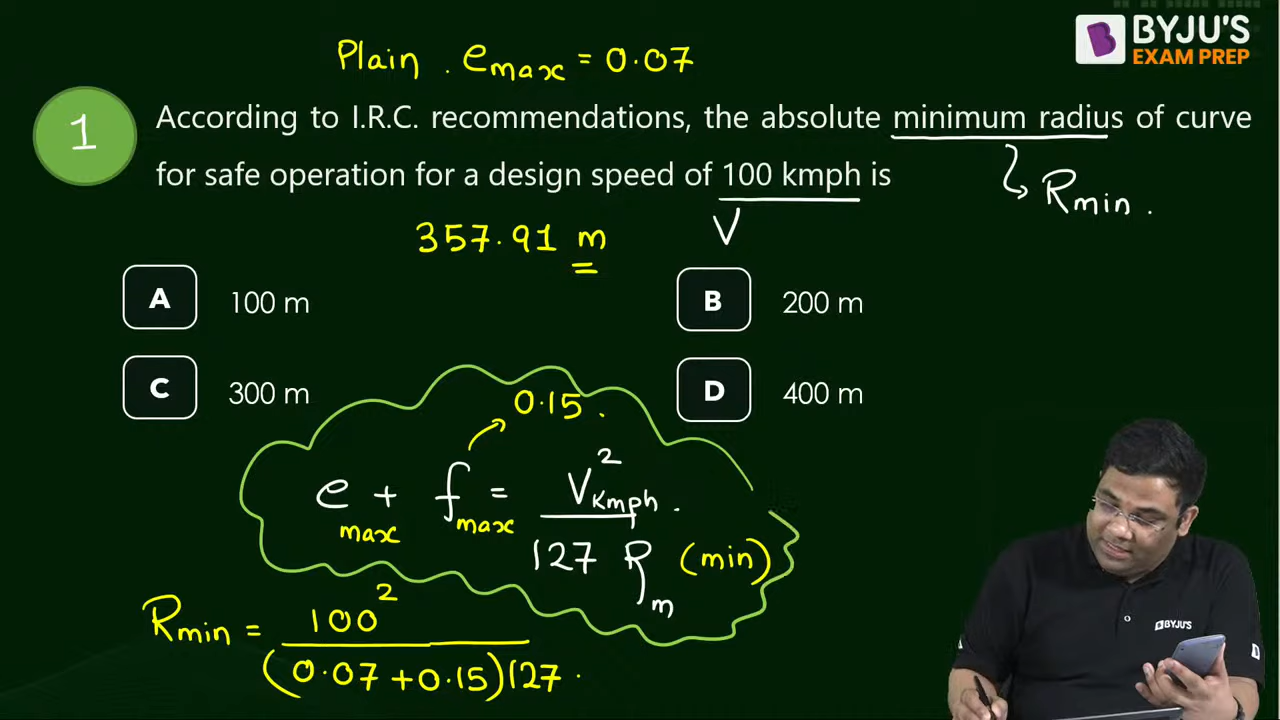 BYJU'S
EXAM PREP
Plain . emax = 0.07
1
According to I.R.C. recommendations, the absolute minimum radius of curve
for safe operation for a design speed of 100 kmph is
Rmin .
357.91 m
V
A 100 m
B 200 m
C 300 m
D 400 m
0.15 .
e max + f max = V² Kmph .
127 R m (min)
Rmin = 100²
(0.07 + 0.15) 127 .
BYJU'S